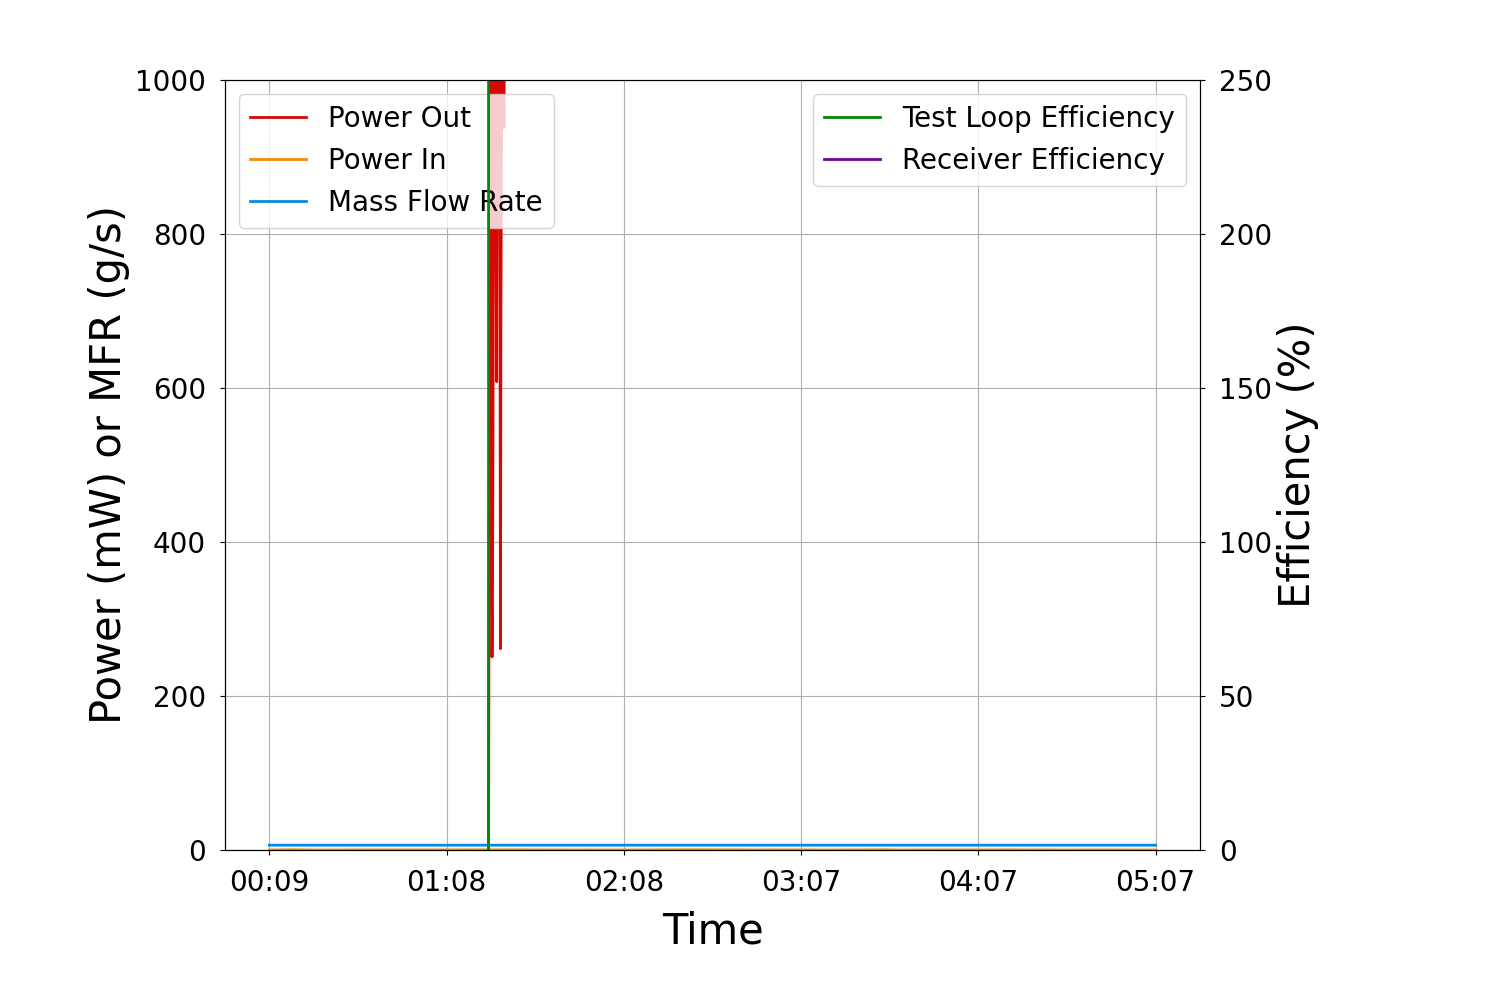 1000
800
600
400
200
0
Power (mW) or MFR (g/s)
Power Out
Power In
Mass Flow Rate
Test Loop Efficiency
Receiver Efficiency
250
200
150
100
50
0
Efficiency (%)
00:09 01:08 02:08 03:07 04:07 05:07
Time